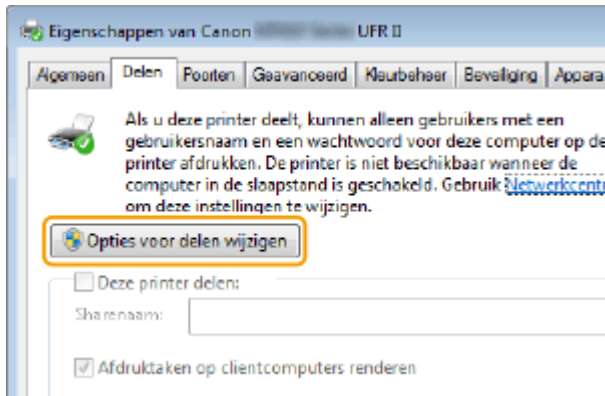 Eigenschappen van Canon UFR II
Algemeen Delen Poorten Geavanceerd Kleurbeheer Beveiliging Appara
Als u deze printer deelt, kunnen alleen gebruikers met een
gebruikersnaam en een wachtwoord voor deze computer op de
printer afdrukken. De printer is niet beschikbaar wanneer de
computer in de slaapstand is geschakeld. Gebruik Netwerkcentr
om deze instellingen te wijzigen.
Opties voor delen wijzigen
Deze printer delen:
Sharenaam:
Afdruktaken op clientcomputers renderen